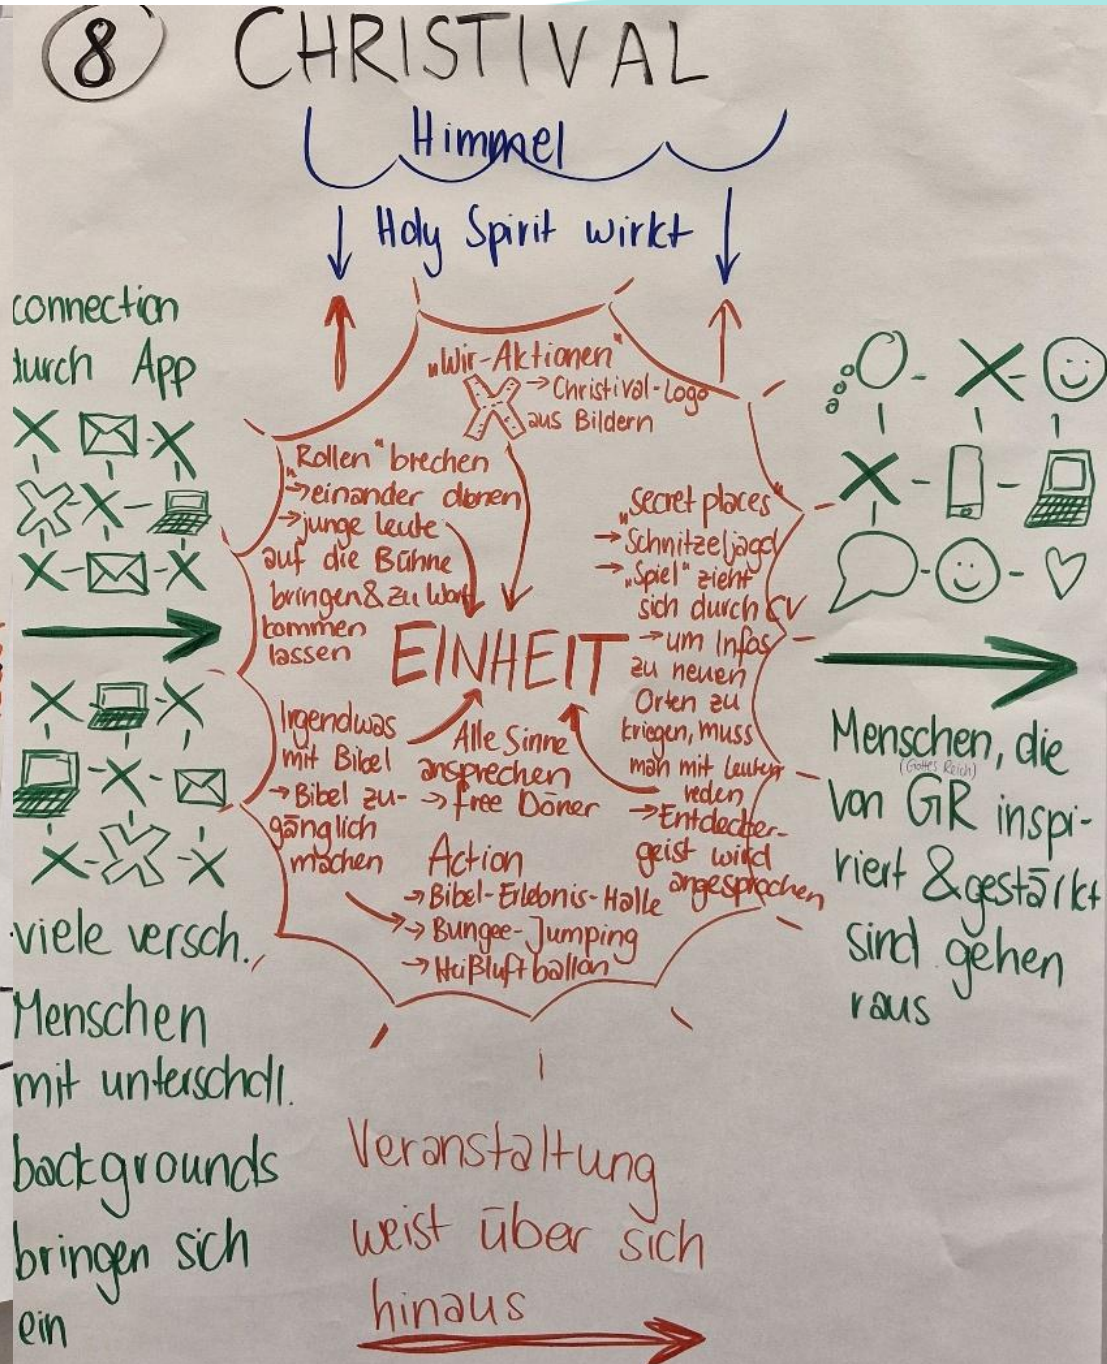 8 CHRISTIVAL
Himmel
Holy Spirit wirkt
connection
durch App
viele versch.
Menschen
mit unterschdl.
backgrounds
bringen sich
ein
„Wir-Aktionen"
→ Christival-Logo
aus Bildern
„Rollen" brechen
→ einander dienen
→ junge Leute
auf die Bühne
bringen & zu Wort
kommen
lassen
„Secret places"
→ Schnitzeljagd
→ „Spiel" zieht
sich durch CV
→ um Infos
zu neuen
Orten zu
kriegen, muss
man mit Leuten
reden
→ Entdecker-
geist wird
angesprochen
EINHEIT
Irgendwas
mit Bibel
→ Bibel zu-
gänglich
machen
Alle Sinne
ansprechen
→ free Döner
Action
→ Bibel-Erlebnis-Halle
→ Bungee-Jumping
→ Heißluftballon
Menschen, die
(Gottes Reich)
von GR inspi-
riert & gestärkt
sind gehen
raus
Veranstaltung
weist über sich
hinaus